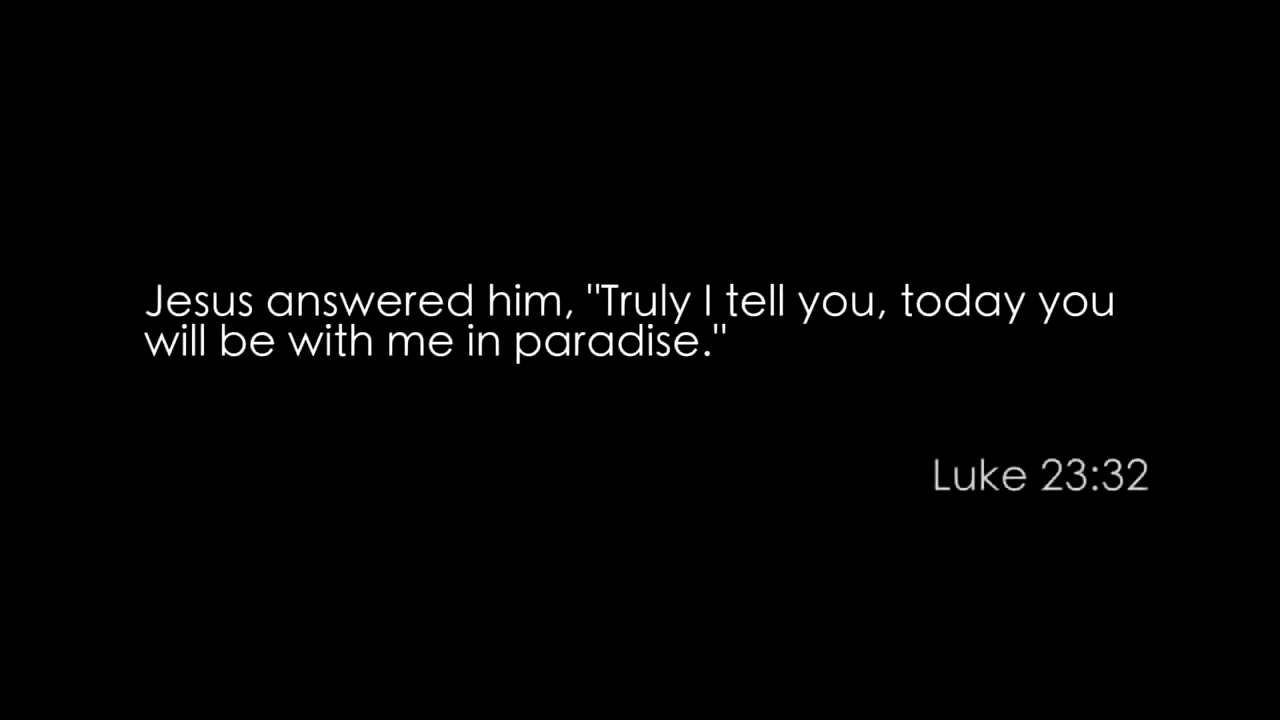 Jesus answered him, "Truly I tell you, today you
will be with me in paradise."
Luke 23:32